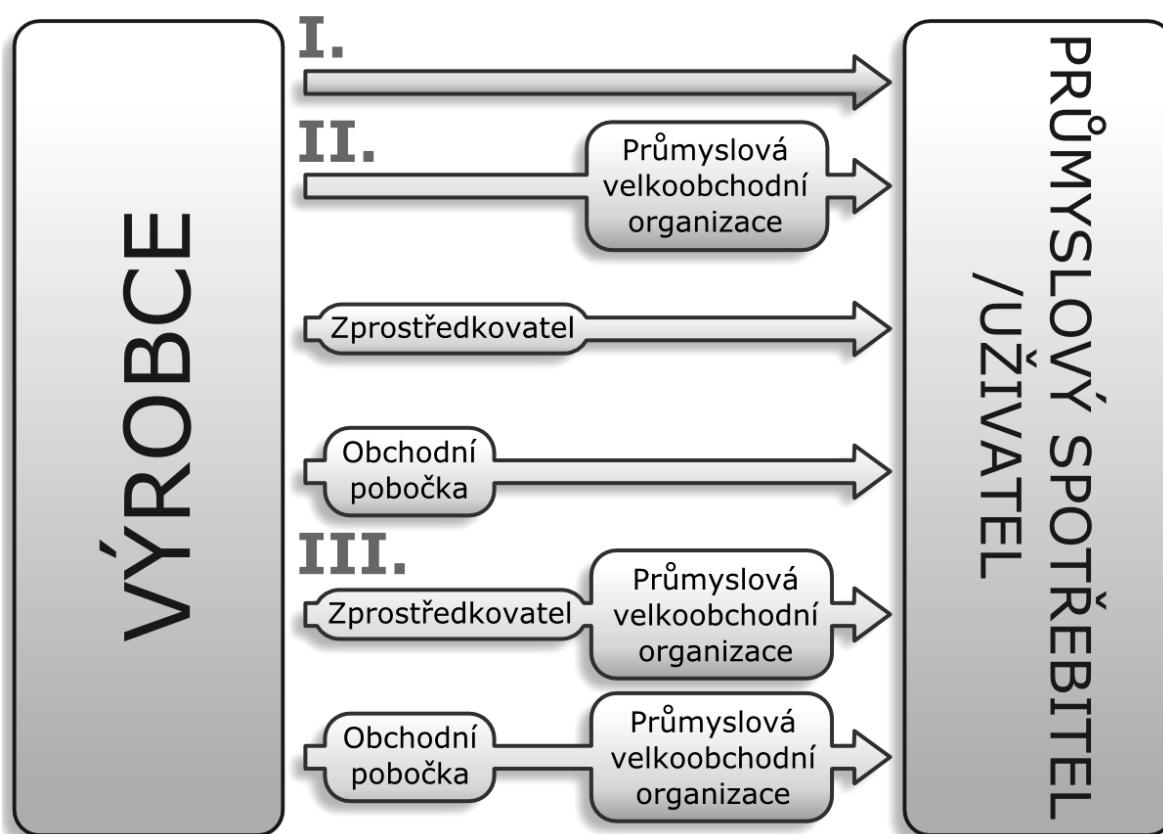 VÝROBCE
I.
II.
Průmyslová
velkoobchodní
organizace
Zprostředkovatel
Obchodní
pobočka
III.
Zprostředkovatel
Průmyslová
velkoobchodní
organizace
Obchodní
pobočka
Průmyslová
velkoobchodní
organizace
PRŮMYSLOVÝ SPOTŘEBITEL
/UŽIVATEL